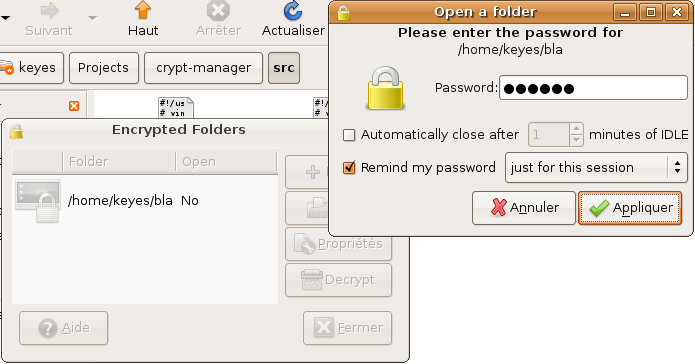 Suivant
Haut
Arrêter
Actualiser
keyes
Projects
crypt-manager
src
#!/us
# vin
#!/
# v
Open a folder
Please enter the password for
/home/keyes/bla
Password:
Automatically close after 1 minutes of IDLE
Remind my password just for this session
Annuler
Appliquer
Encrypted Folders
Folder Open
/home/keyes/bla No
Propriétés
Decrypt
Aide
Fermer